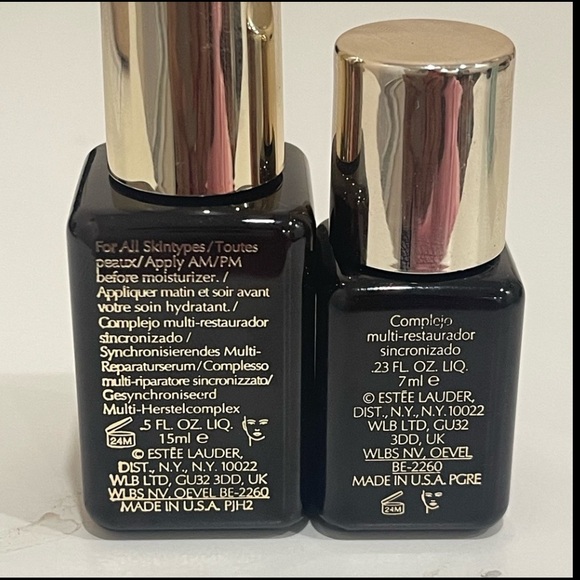 For All Skintypes/Toutes
peaux/Apply AM/PM
before moisturizer./
Appliquer matin et soir avant
votre soin hydratant./
Complejo multi-restaurador
sincronizado/
Synchronisierendes Multi-
Reparaturserum/Complesso
multi-riparatore sincronizzato/
Gesynchroniseerd
Multi-Herstelcomplex
.5 FL. OZ. LIQ.
24M 15ml e
© ESTĒE LAUDER,
DIST., N.Y., N.Y. 10022
WLB LTD, GU32 3DD, UK
WLBS NV, OEVEL BE-2260
MADE IN U.S.A. PJH2
Complejo
multi-restaurador
sincronizado
.23 FL. OZ. LIQ.
7ml e
© ESTĒE LAUDER,
DIST., N.Y., N.Y. 10022
WLB LTD, GU32
3DD, UK
WLBS NV, OEVEL
BE-2260
MADE IN U.S.A. PGRE
24M